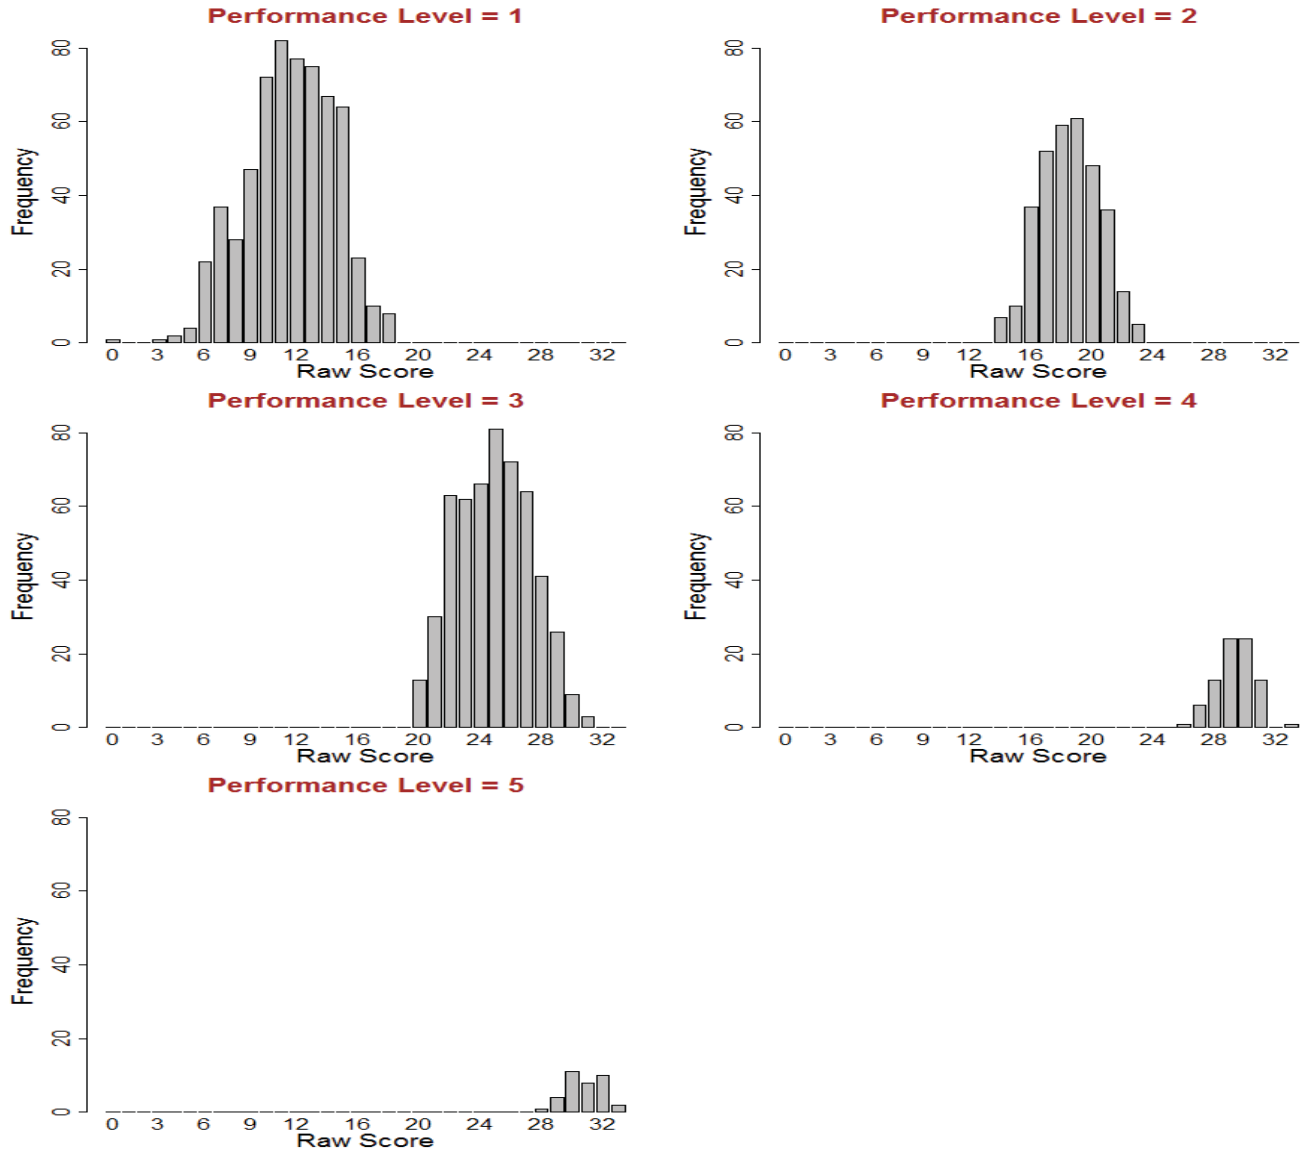 Performance Level = 1
80
60
40
20
0
Frequency
0 3 6 9 12 16 20 24 28 32
Raw Score
Performance Level = 2
80
60
40
20
0
Frequency
0 3 6 9 12 16 20 24 28 32
Raw Score
Performance Level = 3
80
60
40
20
0
Frequency
0 3 6 9 12 16 20 24 28 32
Raw Score
Performance Level = 4
80
60
40
20
0
Frequency
0 3 6 9 12 16 20 24 28 32
Raw Score
Performance Level = 5
80
60
40
20
0
Frequency
0 3 6 9 12 16 20 24 28 32
Raw Score